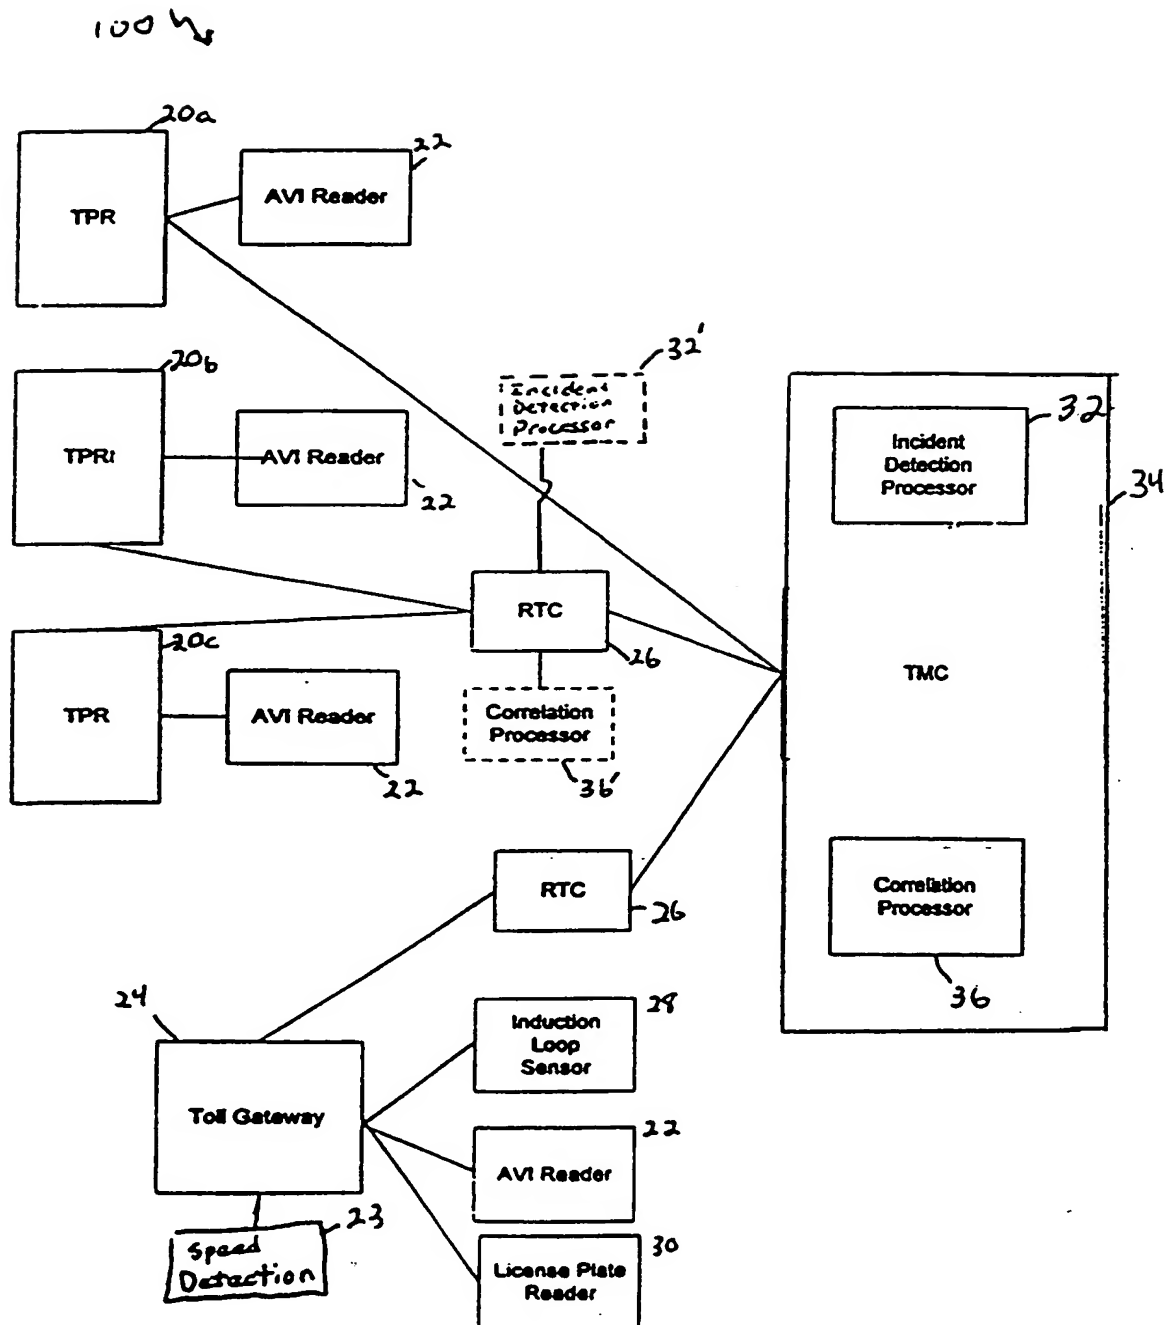 100
20a
TPR
22
AVI Reader
20b
TPR
AVI Reader
22
32'
Incident
Detection
Processor
32
Incident
Detection
Processor
34
RTC
26
20c
TPR
AVI Reader
22
Correlation
Processor
36'
TMC
RTC
26
Correlation
Processor
36
24
Toll Gateway
28
Induction
Loop
Sensor
22
AVI Reader
23
Speed
Detection
30
License Plate
Reader